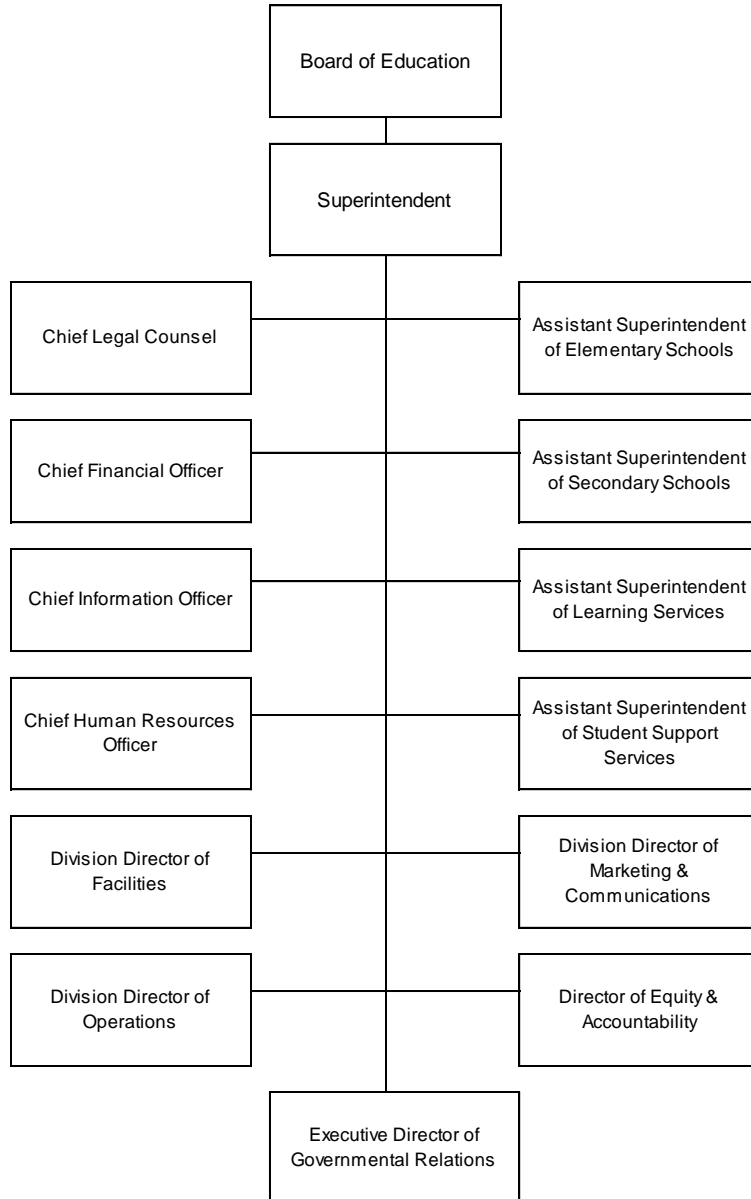 Board of Education
Superintendent
Chief Legal Counsel
Assistant Superintendent
of Elementary Schools
Chief Financial Officer
Assistant Superintendent
of Secondary Schools
Chief Information Officer
Assistant Superintendent
of Learning Services
Chief Human Resources
Officer
Assistant Superintendent
of Student Support
Services
Division Director of
Facilities
Division Director of
Marketing &
Communications
Division Director of
Operations
Director of Equity &
Accountability
Executive Director of
Governmental Relations